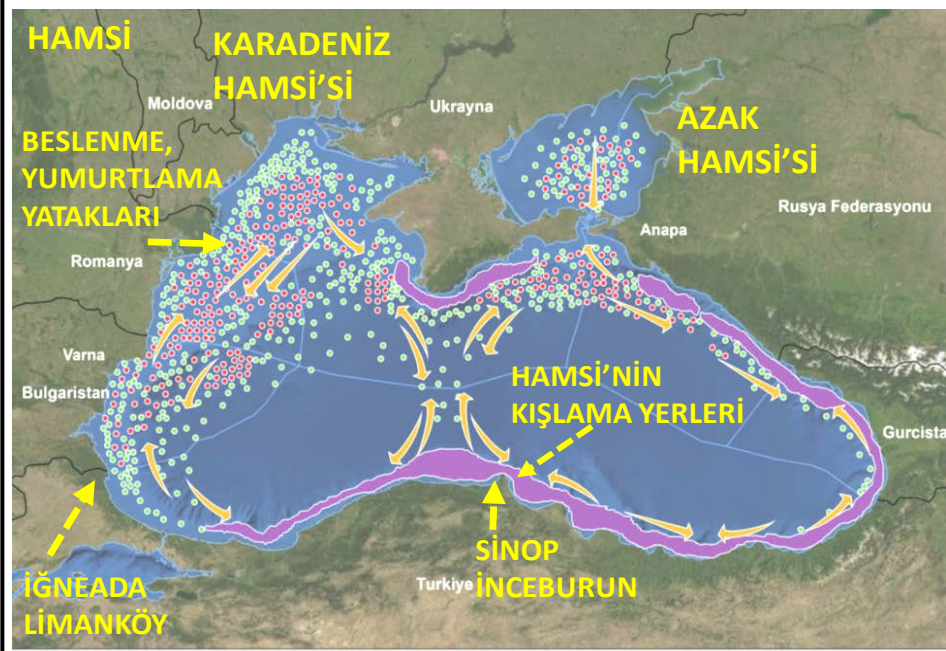 HAMSİ
KARADENİZ
HAMSİ'Sİ
Moldova
Ukrayna
AZAK
HAMSİ'Sİ
BESLENME,
YUMURTLAMA
YATAKLARI
Rusya Federasyonu
Anapa
Romanya
Varna
Bulgaristan
HAMSİ'NİN
KIŞLAMA YERLERİ
Gurcista
SİNOP
İNCEBURUN
Turkiye
İĞNEADA
LİMANKÖY